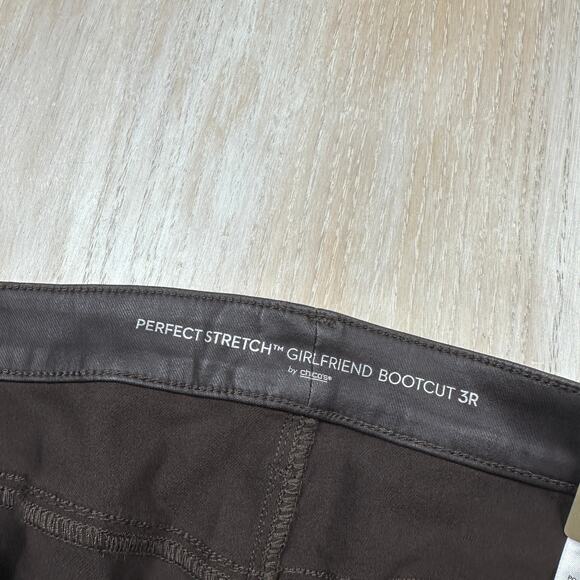 PERFECT STRETCH™ GIRLFRIEND BOOTCUT 3R
by chico's®